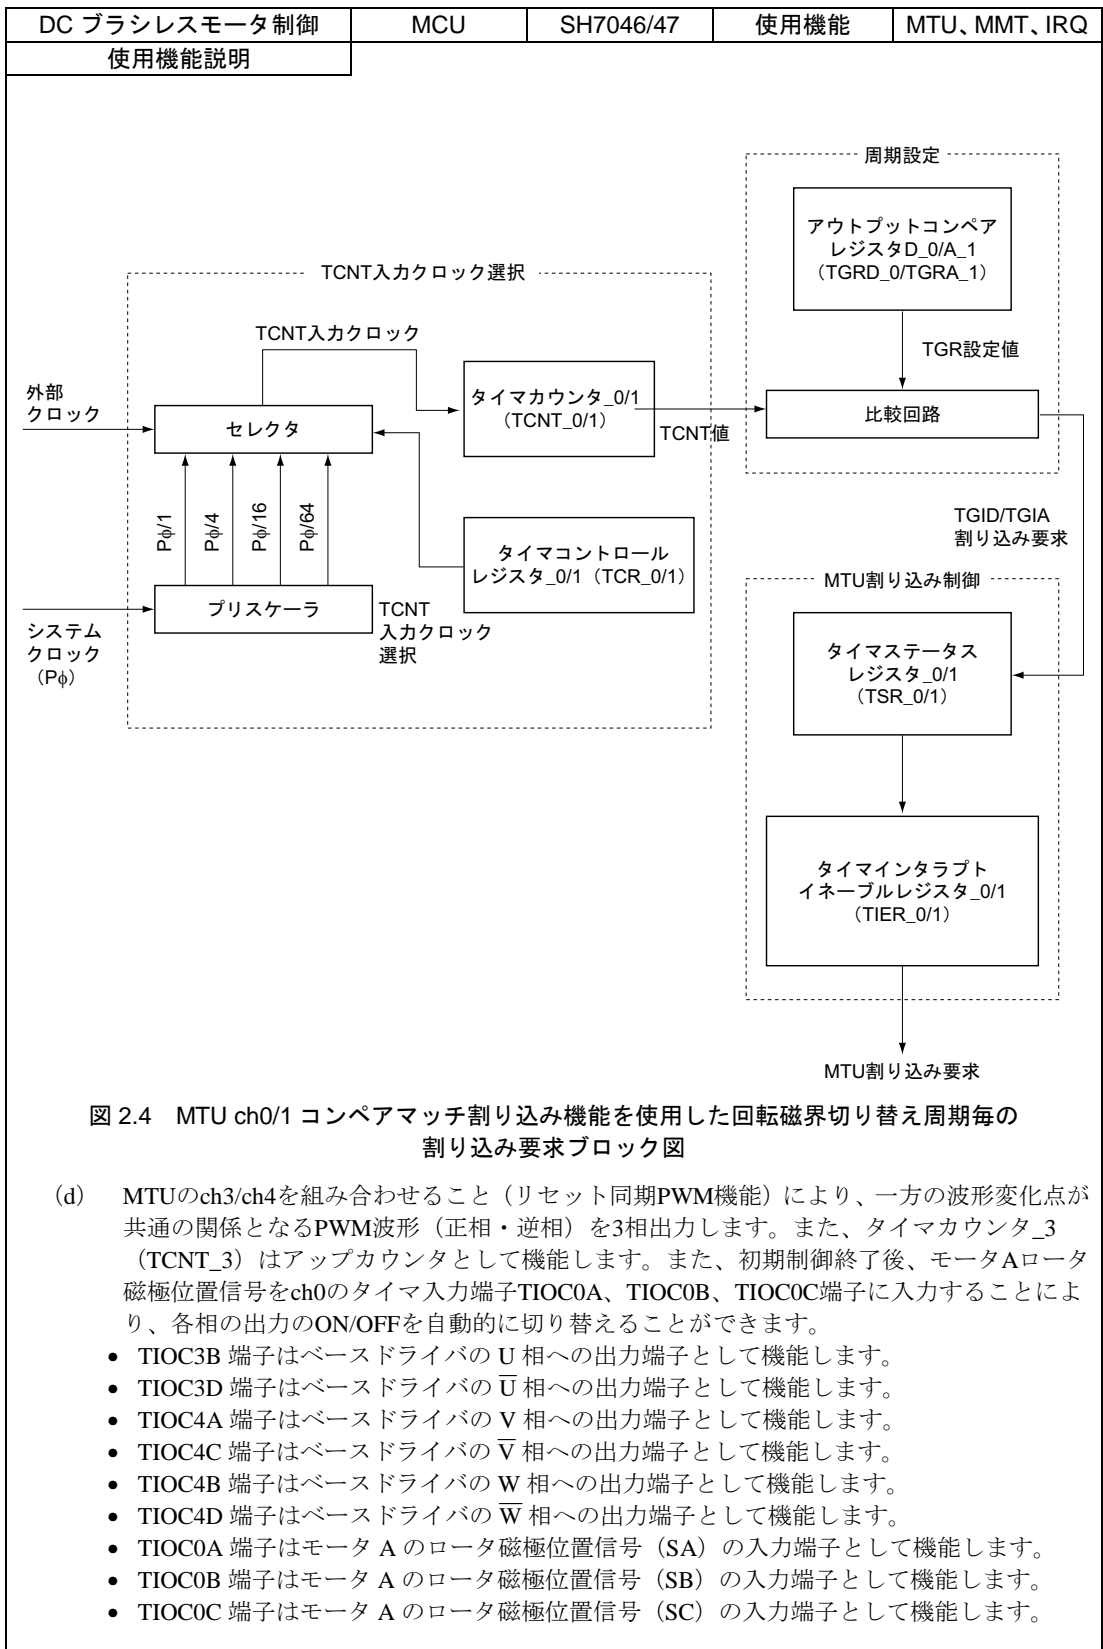 DC ブラシレスモータ制御 MCU SH7046/47 使用機能 MTU、MMT、IRQ
使用機能説明
周期設定
アウトプットコンペア
レジスタD_0/A_1
(TGRD_0/TGRA_1)
TCNT入力クロック選択
TCNT入力クロック
TGR設定値
外部
クロック
セレクタ
タイマカウンタ_0/1
(TCNT_0/1)
TCNT値
比較回路
Pφ/1
Pφ/4
Pφ/16
Pφ/64
タイマコントロール
レジスタ_0/1(TCR_0/1)
TGID/TGIA
割り込み要求
MTU割り込み制御
プリスケーラ
TCNT
入力クロック
選択
システム
クロック
(Pφ)
タイマステータス
レジスタ_0/1
(TSR_0/1)
タイマインタラプト
イネーブルレジスタ_0/1
(TIER_0/1)
MTU割り込み要求
図 2.4 MTU ch0/1 コンペアマッチ割り込み機能を使用した回転磁界切り替え周期毎の
割り込み要求ブロック図
(d) MTUのch3/ch4を組み合わせること(リセット同期PWM機能)により、一方の波形変化点が
共通の関係となるPWM波形(正相・逆相)を3相出力します。また、タイマカウンタ_3
(TCNT_3)はアップカウンタとして機能します。また、初期制御終了後、モータAロータ
磁極位置信号をch0のタイマ入力端子TIOC0A、TIOC0B、TIOC0C端子に入力することによ
り、各相の出力のON/OFFを自動的に切り替えることができます。
• TIOC3B 端子はベースドライバの U 相への出力端子として機能します。
• TIOC3D 端子はベースドライバの U̅ 相への出力端子として機能します。
• TIOC4A 端子はベースドライバの V 相への出力端子として機能します。
• TIOC4C 端子はベースドライバの V̅ 相への出力端子として機能します。
• TIOC4B 端子はベースドライバの W 相への出力端子として機能します。
• TIOC4D 端子はベースドライバの W̅ 相への出力端子として機能します。
• TIOC0A 端子はモータ A のロータ磁極位置信号(SA)の入力端子として機能します。
• TIOC0B 端子はモータ A のロータ磁極位置信号(SB)の入力端子として機能します。
• TIOC0C 端子はモータ A のロータ磁極位置信号(SC)の入力端子として機能します。